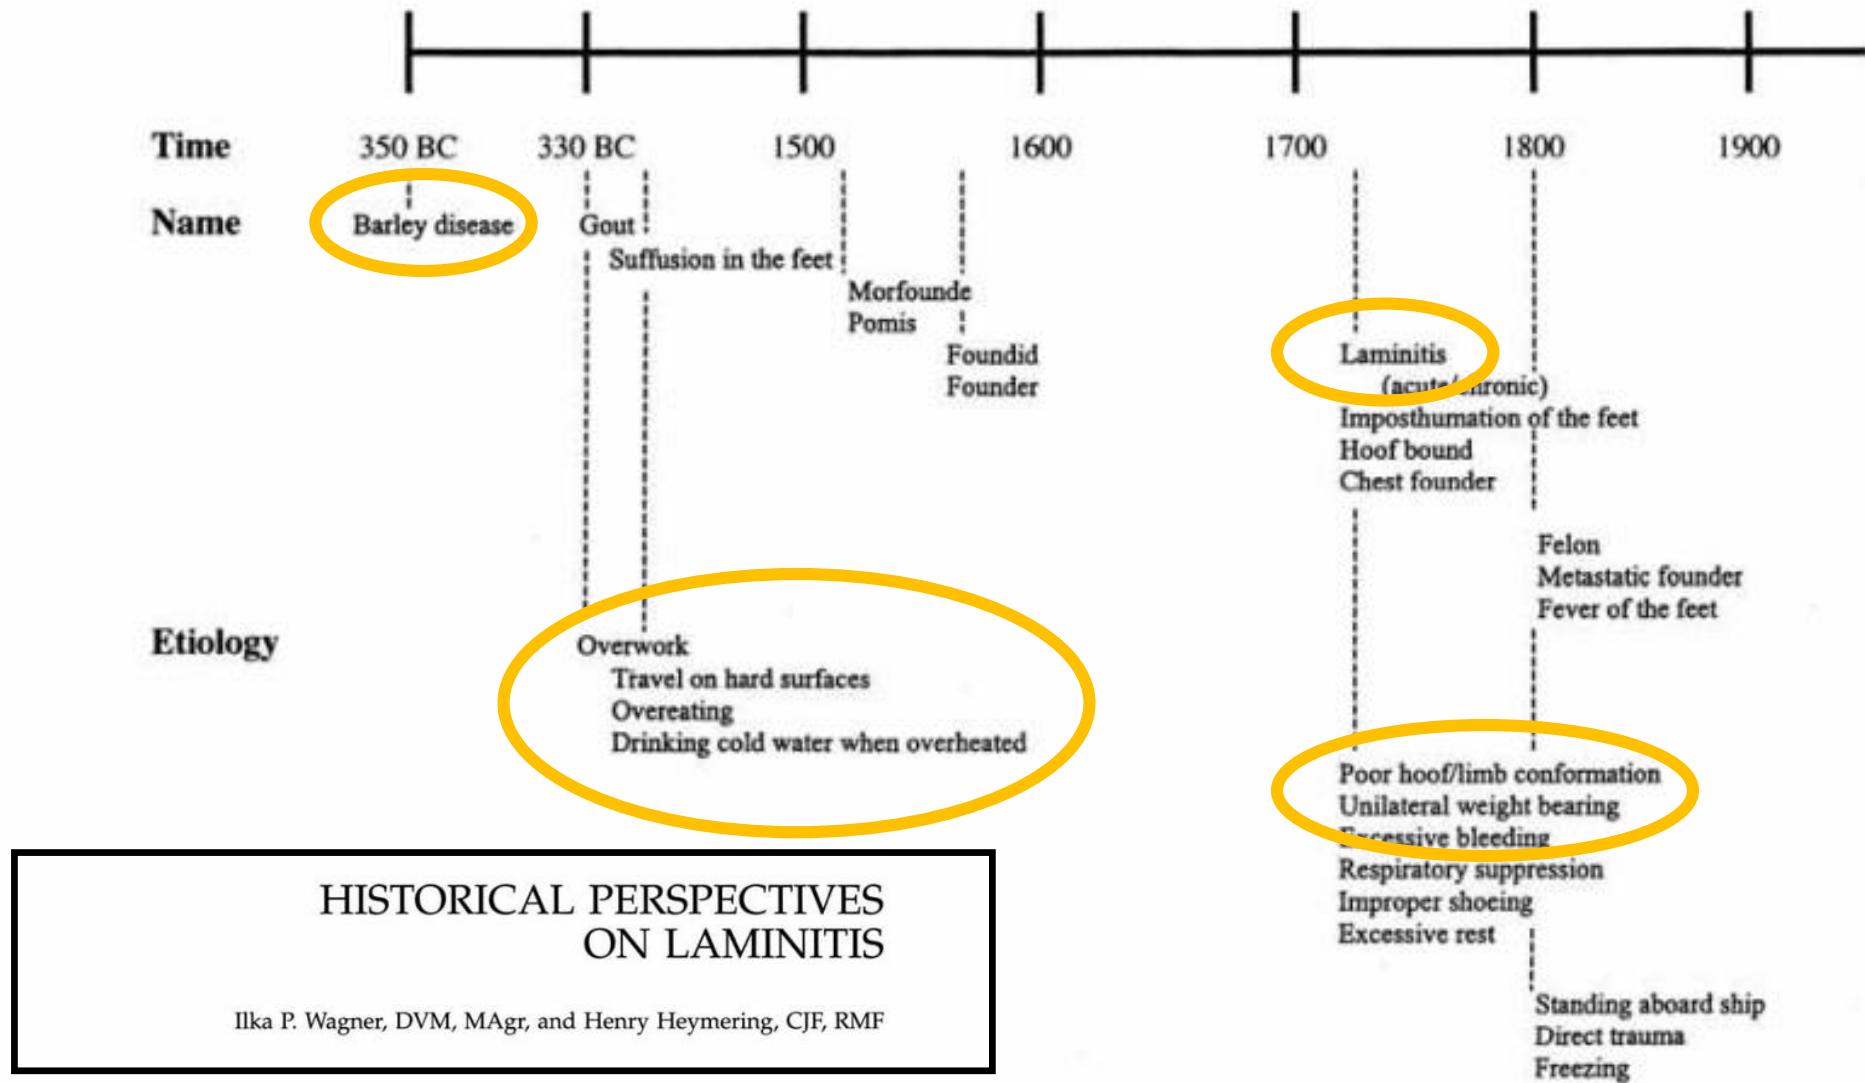 Time 350 BC 330 BC 1500 1600 1700 1800 1900
Name Barley disease Gout
Suffusion in the feet
Morfounde
Pomis
Foundid
Founder
Laminitis
(acute/chronic)
Imposthumation of the feet
Hoof bound
Chest founder
Felon
Metastatic founder
Fever of the feet
Etiology Overwork
Travel on hard surfaces
Overeating
Drinking cold water when overheated
Poor hoof/limb conformation
Unilateral weight bearing
Excessive bleeding
Respiratory suppression
Improper shoeing
Excessive rest
Standing aboard ship
Direct trauma
Freezing
HISTORICAL PERSPECTIVES
ON LAMINITIS
Ilka P. Wagner, DVM, MAgr, and Henry Heymering, CJF, RMF